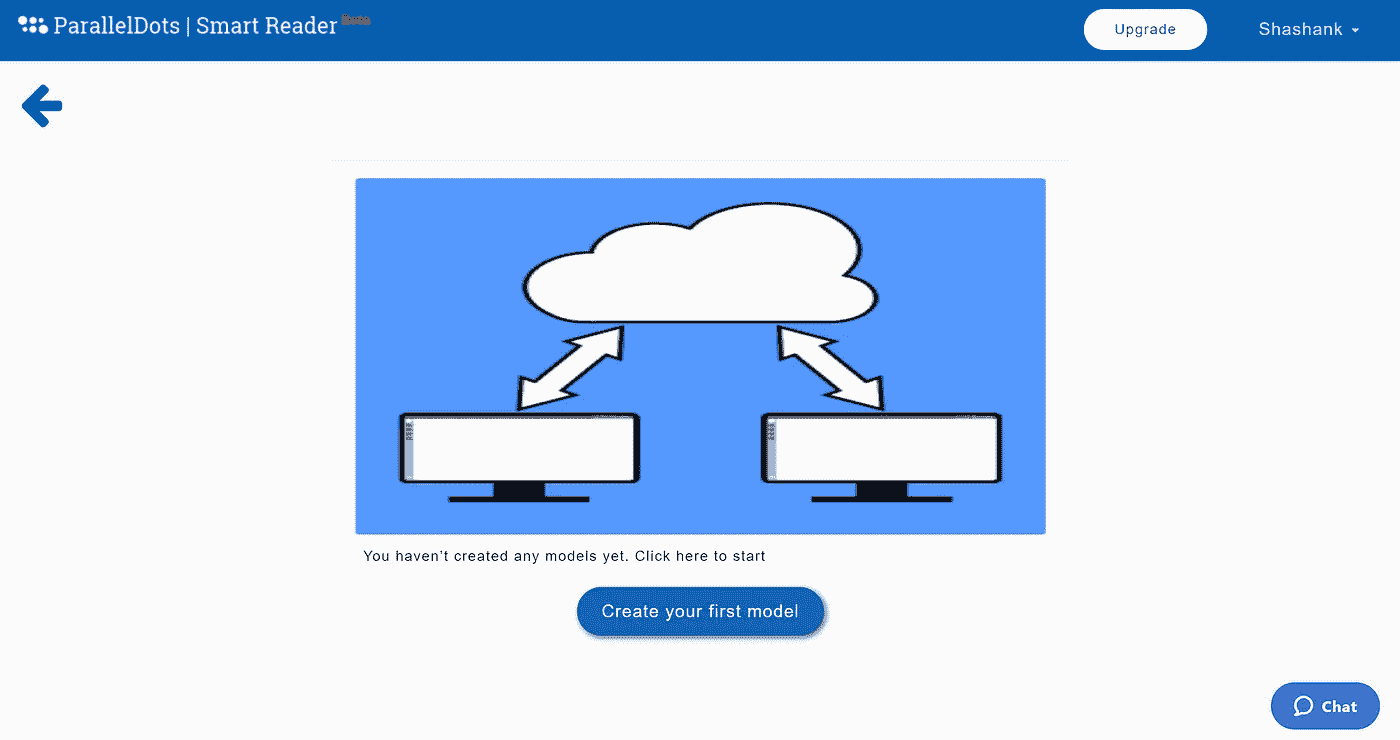 ParallelDots | Smart Reader Beta
Upgrade
Shashank
You haven't created any models yet. Click here to start
Create your first model
Chat